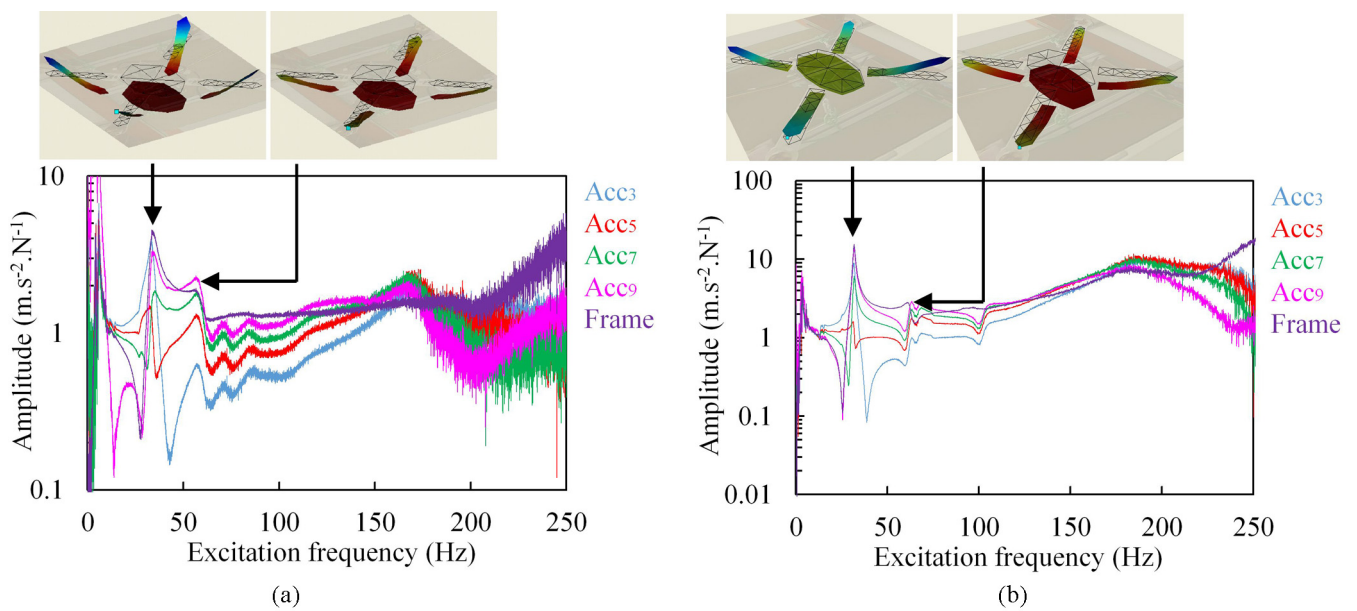 10
1
0.1
Amplitude (m.s⁻².N⁻¹)
0 50 100 150 200 250
Excitation frequency (Hz)
Acc₃
Acc₅
Acc₇
Acc₉
Frame
(a)
100
10
1
0.1
0.01
Amplitude (m.s⁻².N⁻¹)
0 50 100 150 200 250
Excitation frequency (Hz)
Acc₃
Acc₅
Acc₇
Acc₉
Frame
(b)